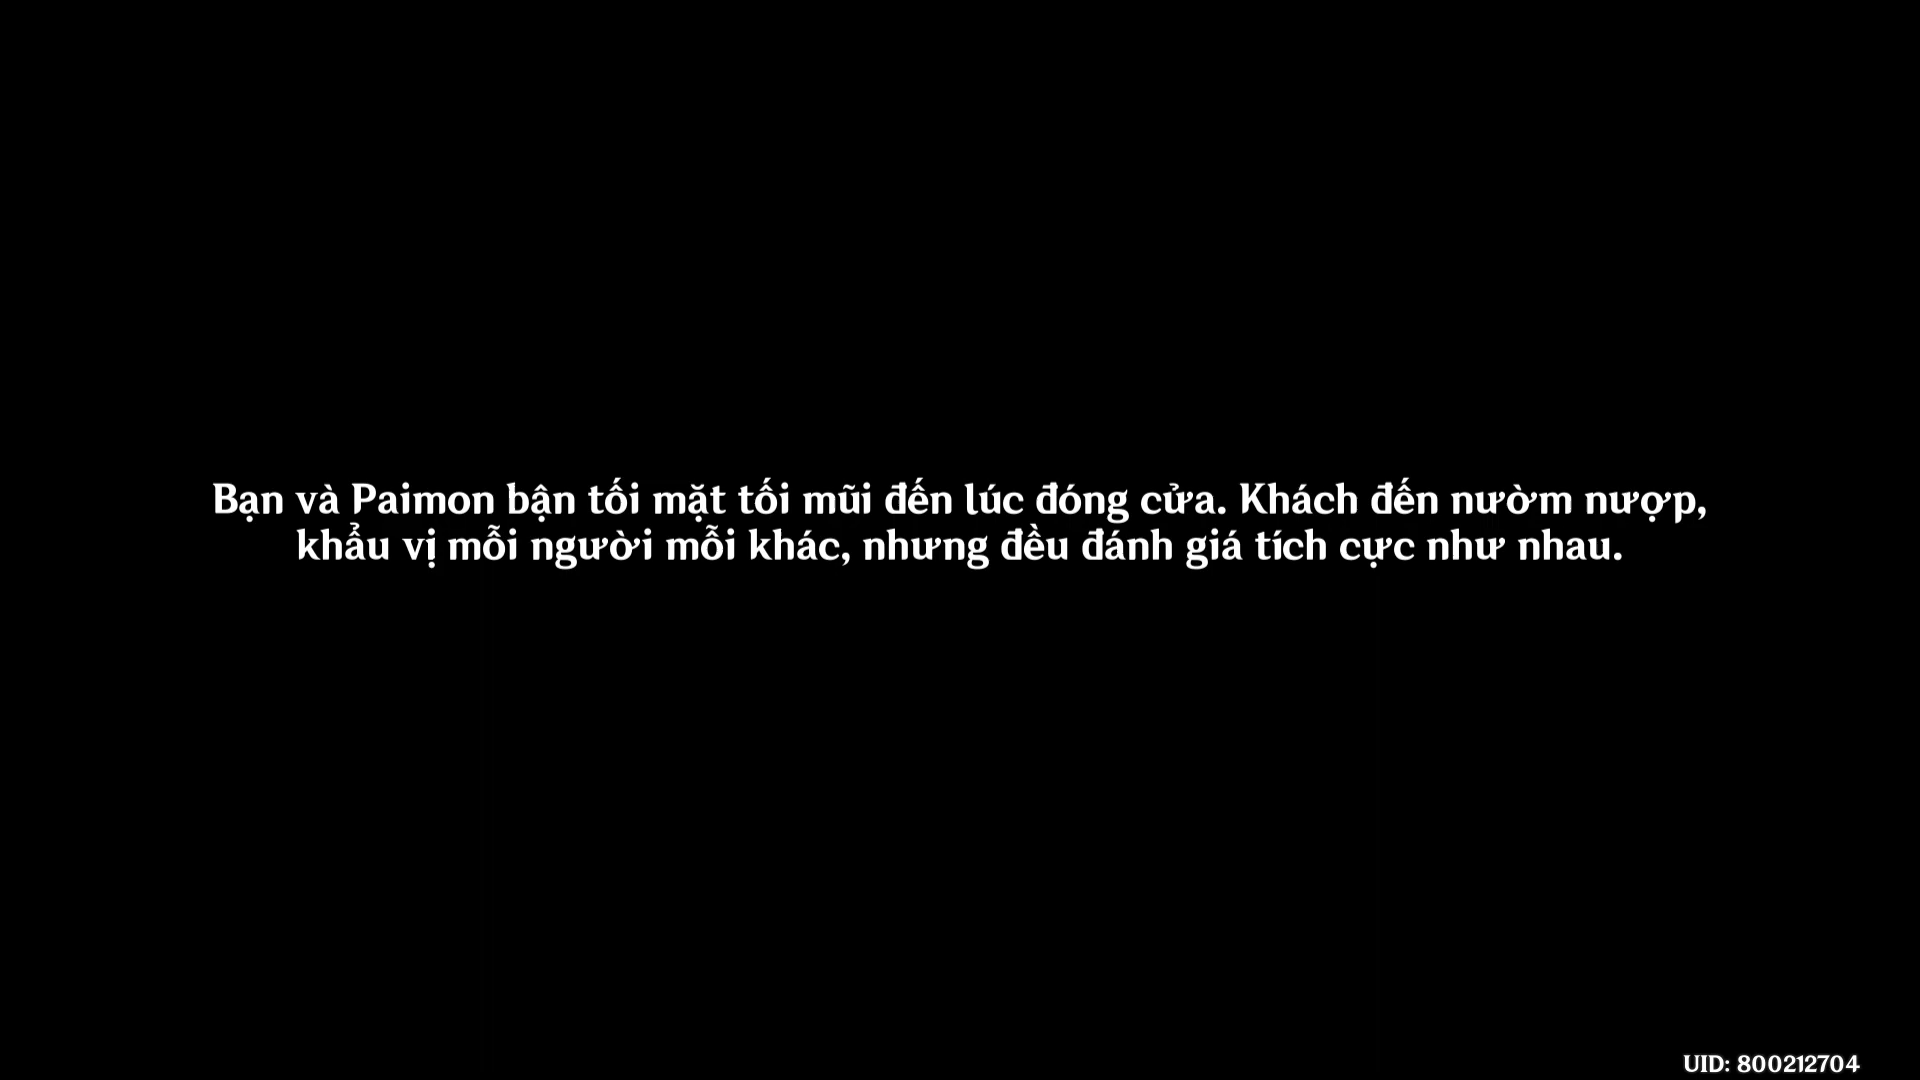 Bạn và Paimon bận tối mặt tối mũi đến lúc đóng cửa. Khách đến nườm nượp,
khẩu vị mỗi người mỗi khác, nhưng đều đánh giá tích cực như nhau.
UID: 800212704